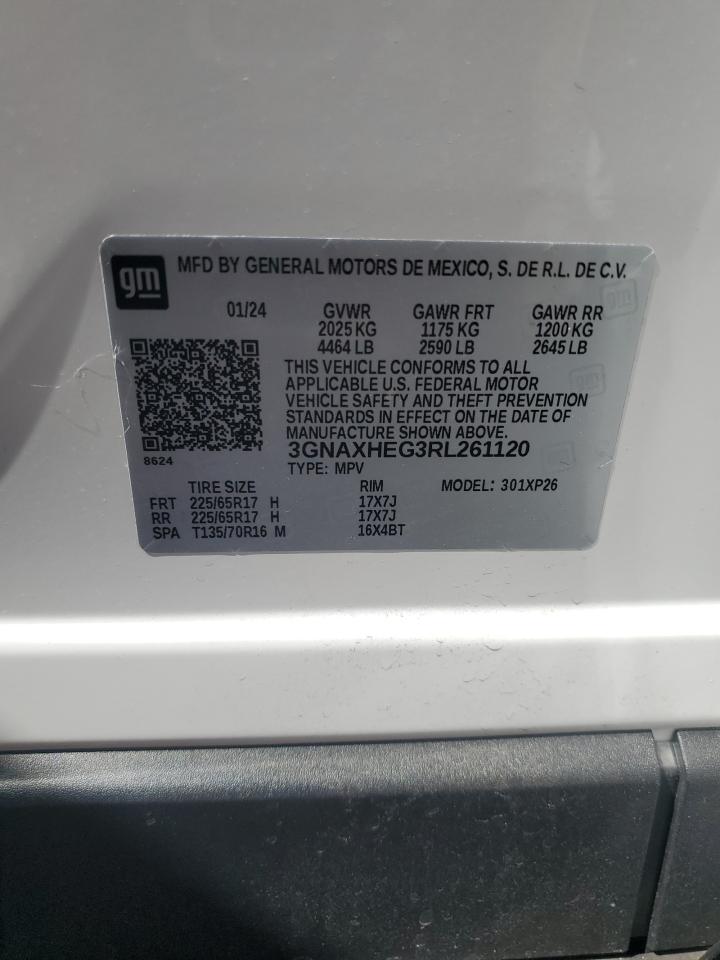 gm MFD BY GENERAL MOTORS DE MEXICO, S. DE R.L. DE C.V.
01/24 GVWR GAWR FRT GAWR RR
2025 KG 1175 KG 1200 KG
4464 LB 2590 LB 2645 LB
THIS VEHICLE CONFORMS TO ALL
APPLICABLE U.S. FEDERAL MOTOR
VEHICLE SAFETY AND THEFT PREVENTION
STANDARDS IN EFFECT ON THE DATE OF
MANUFACTURE SHOWN ABOVE.
8624
3GNAXHEG3RL261120
TYPE: MPV
TIRE SIZE RIM MODEL: 301XP26
FRT 225/65R17 H 17X7J
RR 225/65R17 H 17X7J
SPA T135/70R16 M 16X4BT